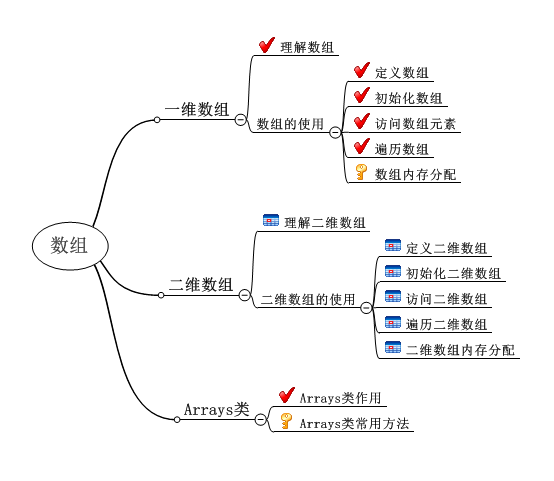 数组
一维数组
理解数组
数组的使用
定义数组
初始化数组
访问数组元素
遍历数组
数组内存分配
二维数组
理解二维数组
二维数组的使用
定义二维数组
初始化二维数组
访问二维数组
遍历二维数组
二维数组内存分配
Arrays类
Arrays类作用
Arrays类常用方法